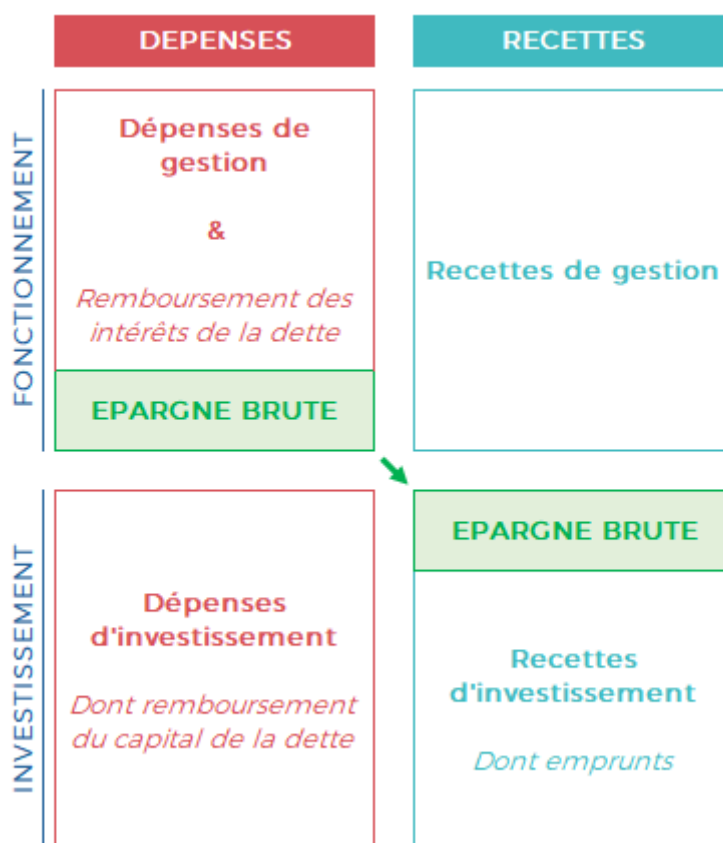 DEPENSES
RECETTES
FONCTIONNEMENT
Dépenses de
gestion
&
Remboursement des
intérêts de la dette
EPARGNE BRUTE
Recettes de gestion
INVESTISSEMENT
Dépenses
d'investissement
Dont remboursement
du capital de la dette
EPARGNE BRUTE
Recettes
d'investissement
Dont emprunts